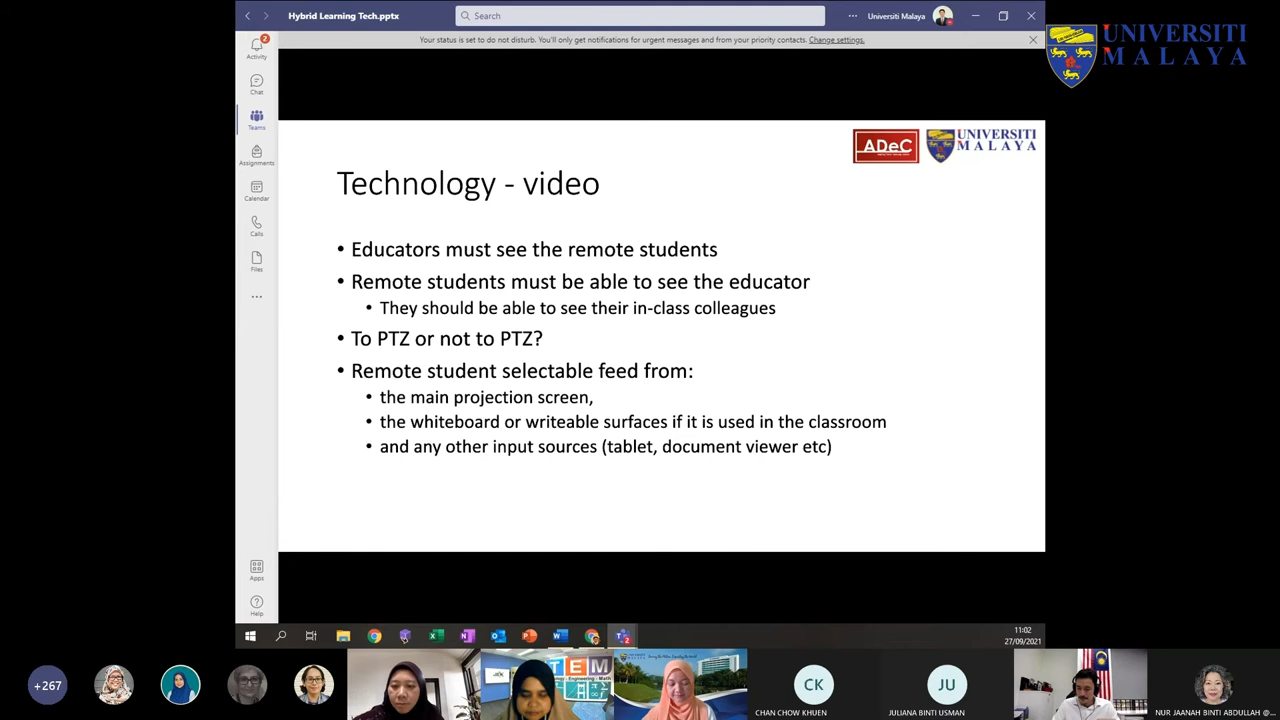 Hybrid Learning Tech.pptx
Search
Universiti Malaya
Your status is set to do not disturb. You'll only get notifications for urgent messages and from your priority contacts. Change settings.
UNIVERSITI
MALAYA
2
Activity
Chat
Teams
Assignments
Calendar
Calls
Files
Apps
Help
ADeC
UNIVERSITI
MALAYA
Technology - video
• Educators must see the remote students
• Remote students must be able to see the educator
• They should be able to see their in-class colleagues
• To PTZ or not to PTZ?
• Remote student selectable feed from:
• the main projection screen,
• the whiteboard or writeable surfaces if it is used in the classroom
• and any other input sources (tablet, document viewer etc)
11:02
27/09/2021
+267
STEM
CK
CHAN CHOW KHUEN
JU
JULIANA BINTI USMAN
NUR JAANAH BINTI ABDULLAH @...